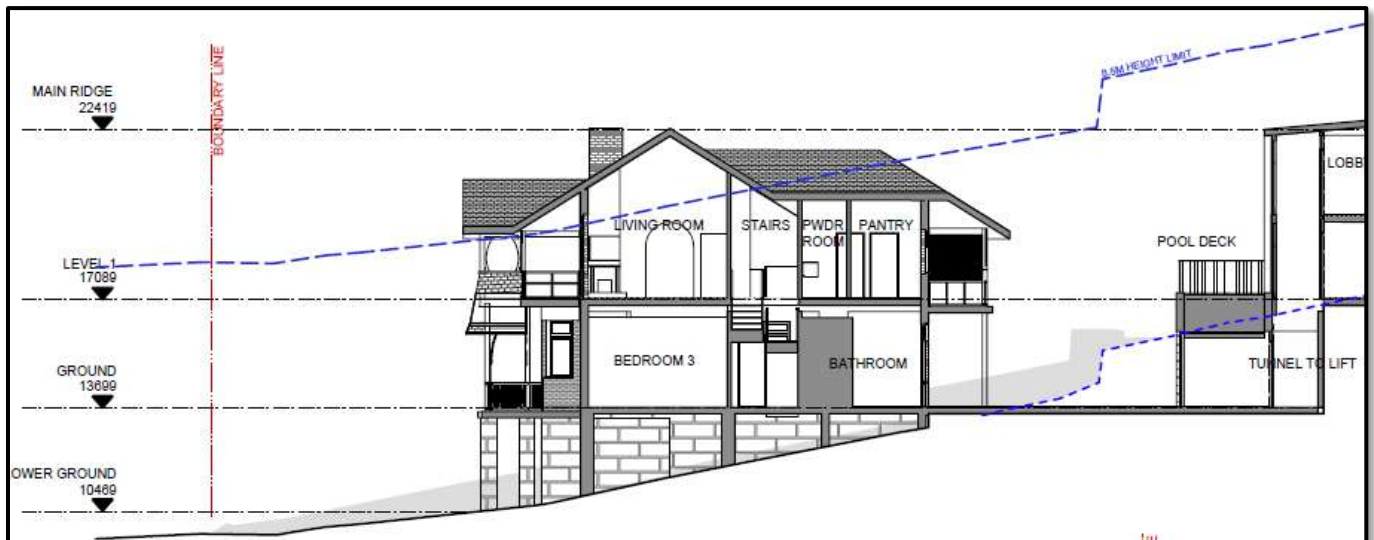 BOUNDARY LINE
8.5M HEIGHT LIMIT
MAIN RIDGE
22419
LOBB
LIVING ROOM
STAIRS
PWDR
ROOM
PANTRY
POOL DECK
LEVEL 1
17089
BEDROOM 3
BATHROOM
TUNNEL TO LIFT
GROUND
13699
OWER GROUND
10469